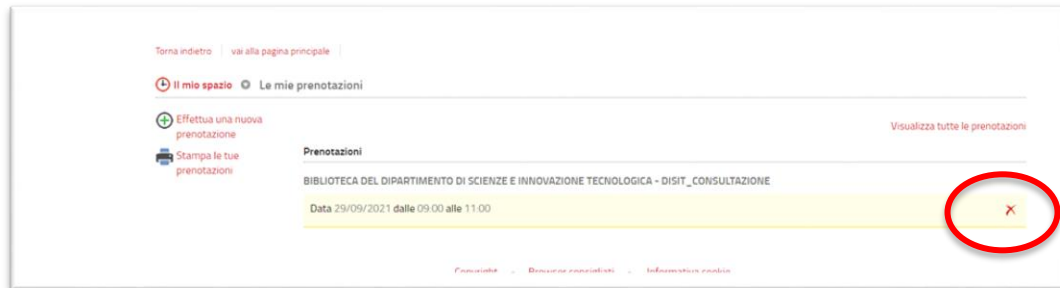 Torna indietro vai alla pagina principale
Il mio spazio Le mie prenotazioni
Effettua una nuova
prenotazione
Visualizza tutte le prenotazioni
Stampa le tue
prenotazioni
Prenotazioni
BIBLIOTECA DEL DIPARTIMENTO DI SCIENZE E INNOVAZIONE TECNOLOGICA - DISIT_CONSULTAZIONE
Data 29/09/2021 dalle 09:00 alle 11:00
Copyright - Browser consigliati - Informativa cookie